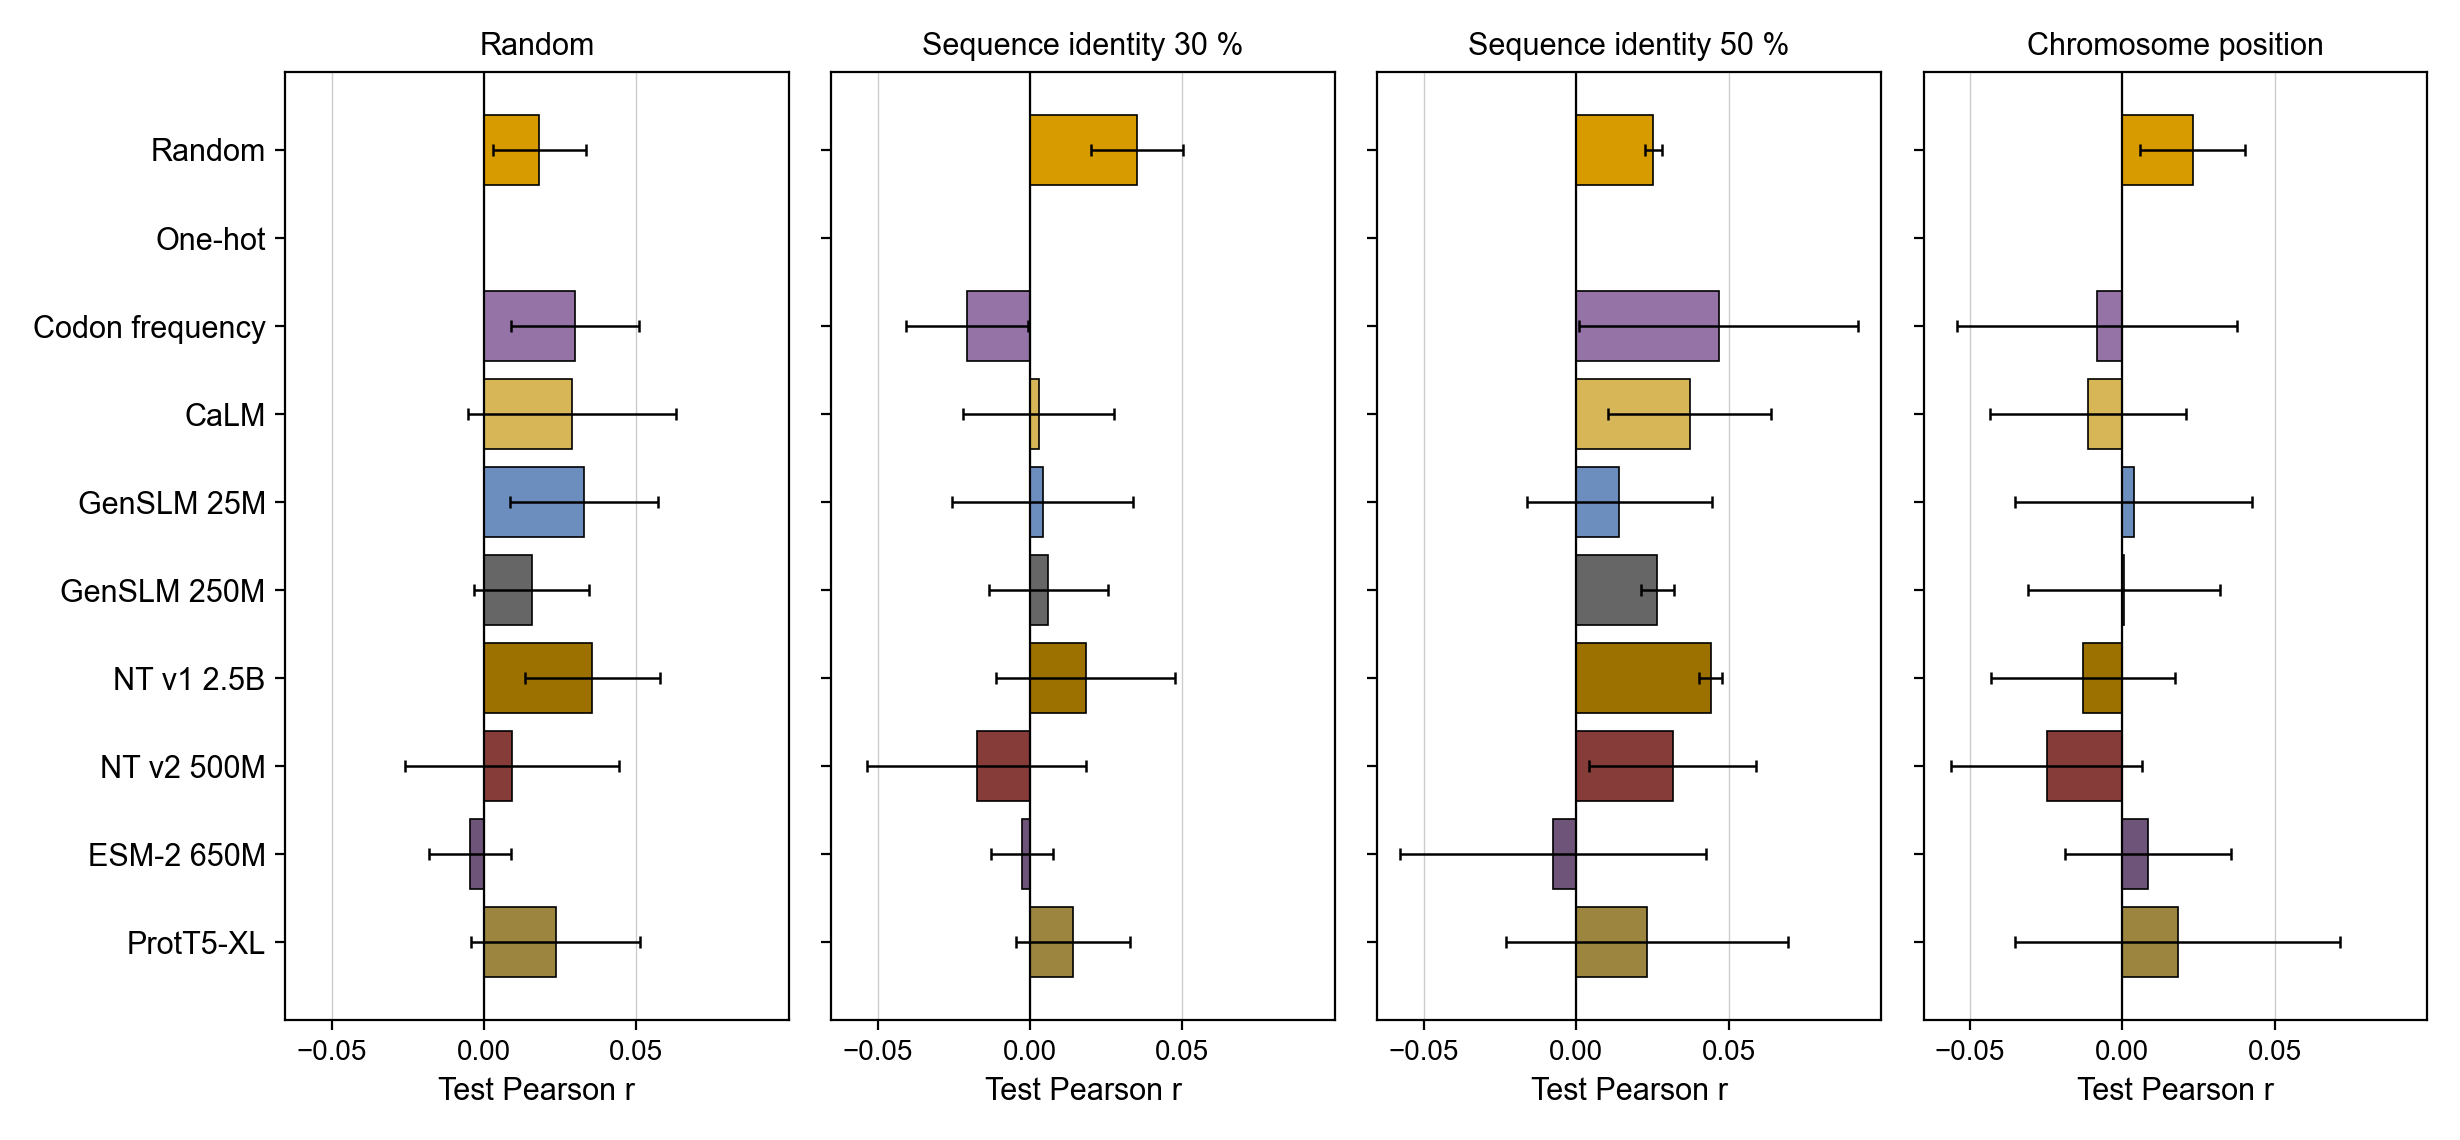 Random
Sequence identity 30 %
Sequence identity 50 %
Chromosome position
Random
One-hot
Codon frequency
CaLM
GenSLM 25M
GenSLM 250M
NT v1 2.5B
NT v2 500M
ESM-2 650M
ProtT5-XL
−0.05 0.00 0.05
−0.05 0.00 0.05
−0.05 0.00 0.05
−0.05 0.00 0.05
Test Pearson r
Test Pearson r
Test Pearson r
Test Pearson r